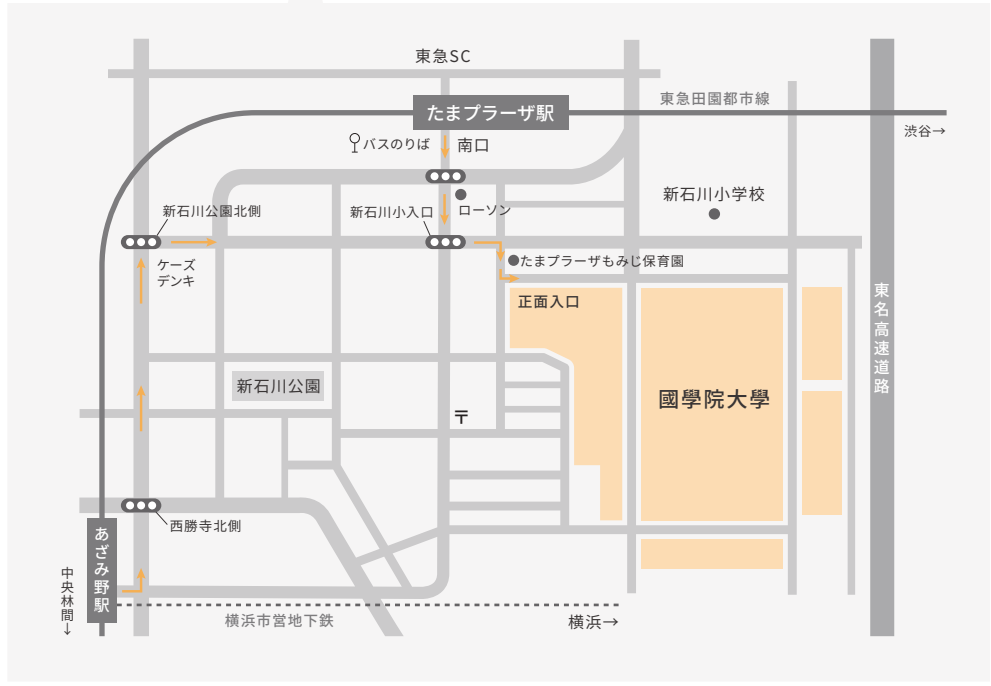 東急SC
東急田園都市線
たまプラーザ駅
渋谷→
バスのりば
南口
新石川小学校
ローソン
新石川公園北側
新石川小入口
ケーズ
デンキ
たまプラーザもみじ保育園
正面入口
東名高速道路
新石川公園
國學院大學
〒
西勝寺北側
あざみ野駅
中央林間→
横浜市営地下鉄
横浜→